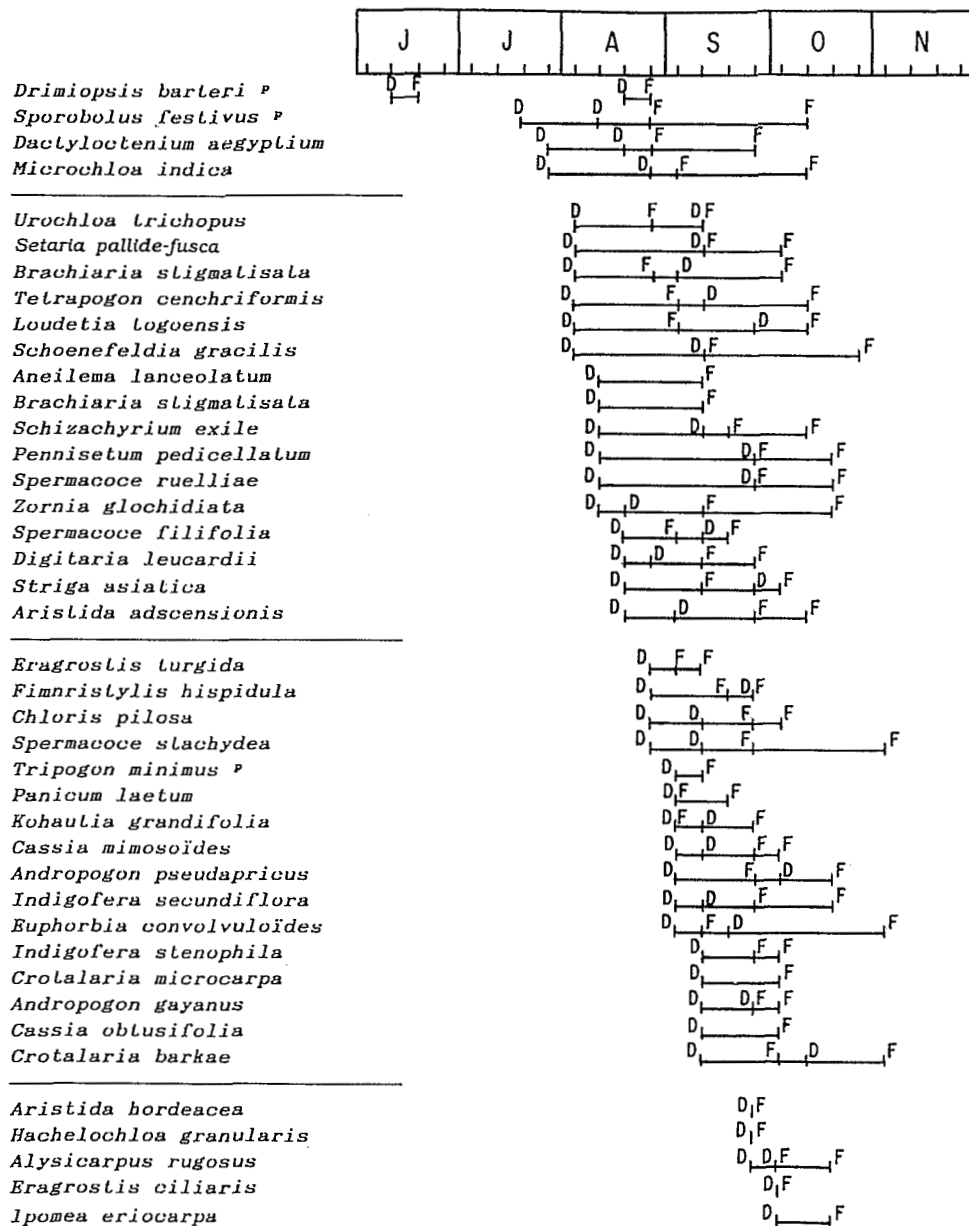 J J A S O N
Drimiopsis barteri P D F D F
Sporobolus festivus P D D F F
Dactyloctenium aegyptium D D F F
Microchloa indica D D F F
Urochloa trichopus D F D F
Setaria pallide-fusca D D F F
Brachiaria stigmatisata D F D F
Tetrapogon cenchriformis D F D F
Loudetia togoensis D F D F
Schoenefeldia gracilis D D F F
Aneilema lanceolatum D F
Brachiaria stigmatisata D F
Schizachyrium exile D D F F
Pennisetum pedicellatum D D F F
Spermacoce ruelliae D D F F
Zornia glochidiata D D F F
Spermacoce filifolia D F D F
Digitaria leucardii D D F F
Striga asiatica D F D F
Aristida adscensionis D D F F
Eragrostis turgida D F F
Fimnristylis hispidula D F D F
Chloris pilosa D D F F
Spermacoce stachydea D D F F
Tripogon minimus P D F
Panicum laetum D F F
Kohautia grandifolia D F D F
Cassia mimosoïdes D D F F
Andropogon pseudapricus D F D F
Indigofera secundiflora D D F F
Euphorbia convolvuloïdes D F D F
Indigofera stenophila D F F
Crotalaria microcarpa D F
Andropogon gayanus D D F F
Cassia obtusifolia D F
Crotalaria barkae D F D F
Aristida hordeacea D F
Hachelochloa granularis D F
Alysicarpus rugosus D D F F
Eragrostis ciliaris D F
Ipomea eriocarpa D F